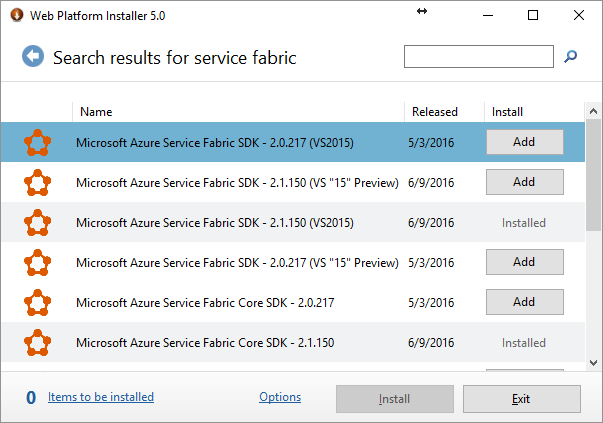 Web Platform Installer 5.0
Search results for service fabric
Name Released Install
Microsoft Azure Service Fabric SDK - 2.0.217 (VS2015) 5/3/2016 Add
Microsoft Azure Service Fabric SDK - 2.1.150 (VS "15" Preview) 6/9/2016 Add
Microsoft Azure Service Fabric SDK - 2.1.150 (VS2015) 6/9/2016 Installed
Microsoft Azure Service Fabric SDK - 2.0.217 (VS "15" Preview) 5/3/2016 Add
Microsoft Azure Service Fabric Core SDK - 2.0.217 5/3/2016 Add
Microsoft Azure Service Fabric Core SDK - 2.1.150 6/9/2016 Installed
0 Items to be installed Options Install Exit